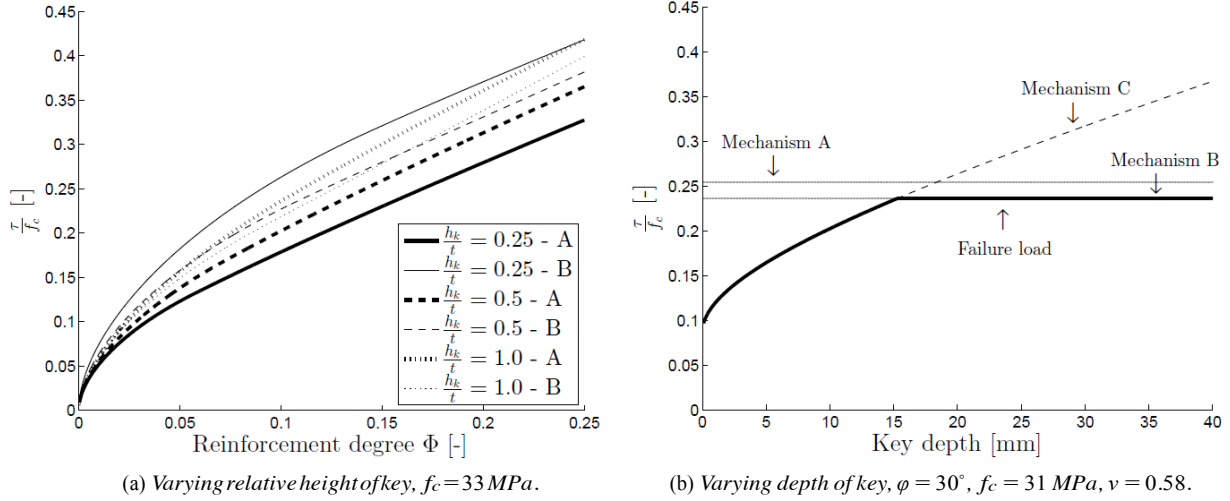 0.45
0.4
0.35
0.3
0.25
0.2
0.15
0.1
0.05
0
τ/f_c [-]
0
0.05
0.1
0.15
0.2
0.25
Reinforcement degree Φ [-]
h_k/t = 0.25 - A
h_k/t = 0.25 - B
h_k/t = 0.5 - A
h_k/t = 0.5 - B
h_k/t = 1.0 - A
h_k/t = 1.0 - B
(a) Varying relative height of key, f_c = 33 MPa.
0.45
0.4
0.35
0.3
0.25
0.2
0.15
0.1
0.05
0
τ/f_c [-]
Mechanism C
Mechanism A
Mechanism B
Failure load
0
5
10
15
20
25
30
35
40
Key depth [mm]
(b) Varying depth of key, φ = 30°, f_c = 31 MPa, ν = 0.58.